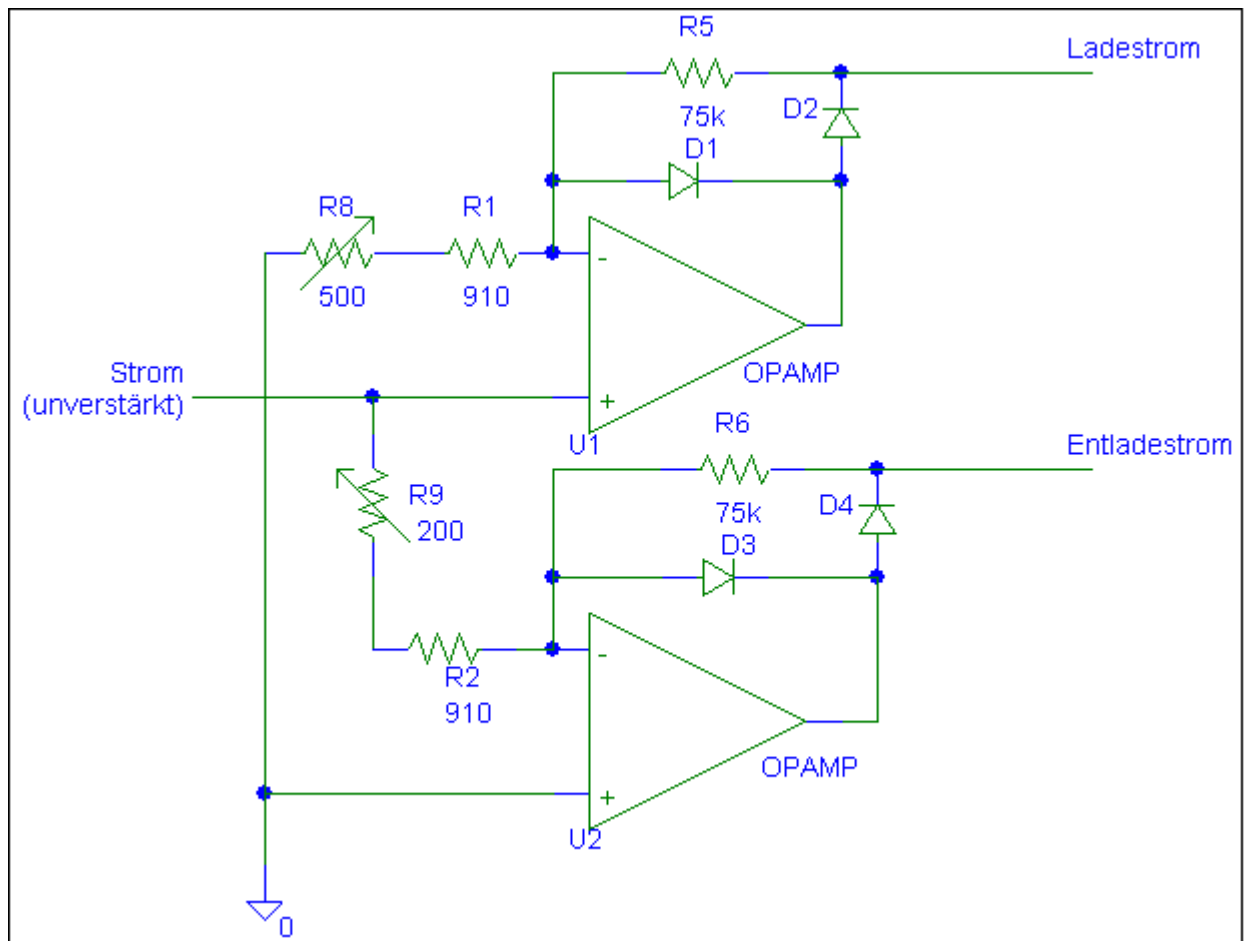 R5
Ladestrom
75k
D2
D1
R8
R1
-
500
910
Strom
(unverstärkt)
OPAMP
+
U1
R6
Entladestrom
R9
200
75k
D4
D3
-
R2
910
OPAMP
+
U2
0